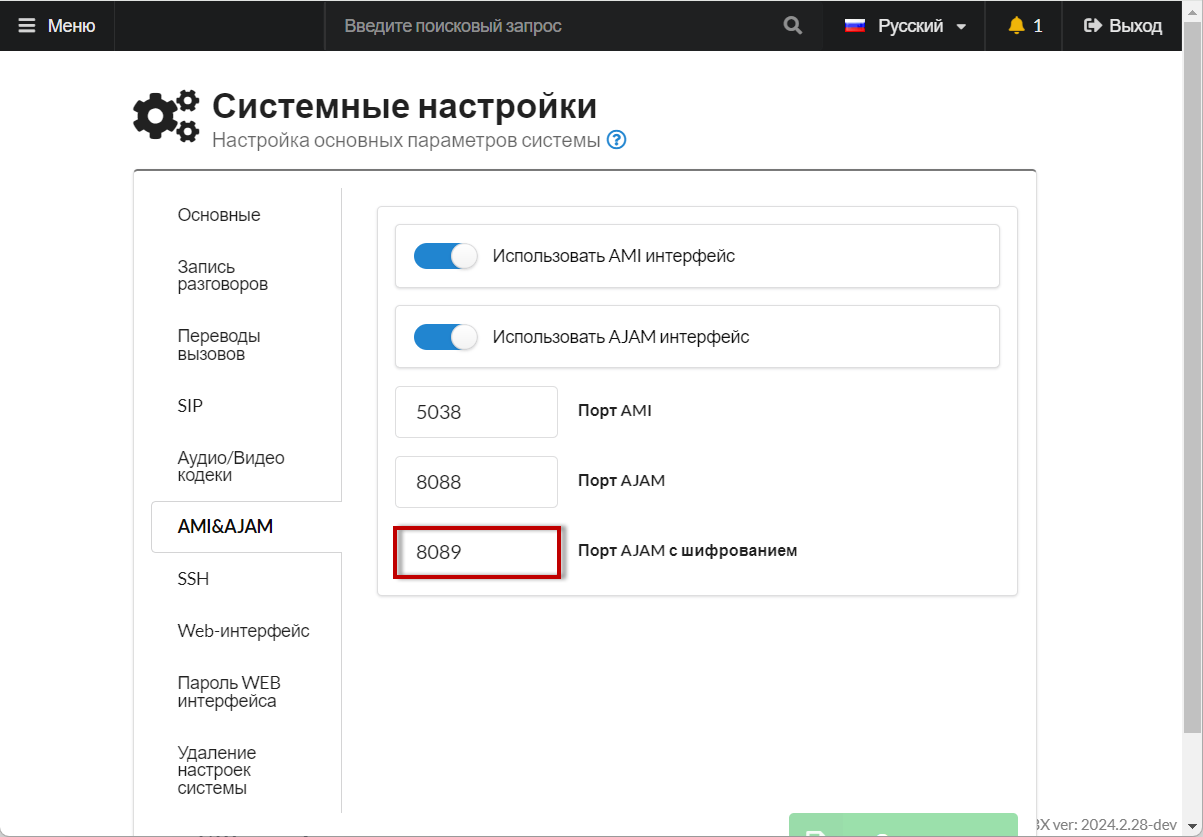 Меню
Введите поисковый запрос
Русский
1
Выход
Системные настройки
Настройка основных параметров системы
Основные
Запись
разговоров
Переводы
вызовов
SIP
Аудио/Видео
кодеки
AMI&AJAM
SSH
Web-интерфейс
Пароль WEB
интерфейса
Удаление
настроек
системы
Использовать AMI интерфейс
Использовать AJAM интерфейс
5038 Порт AMI
8088 Порт AJAM
8089 Порт AJAM с шифрованием
ver: 2024.2.28-dev